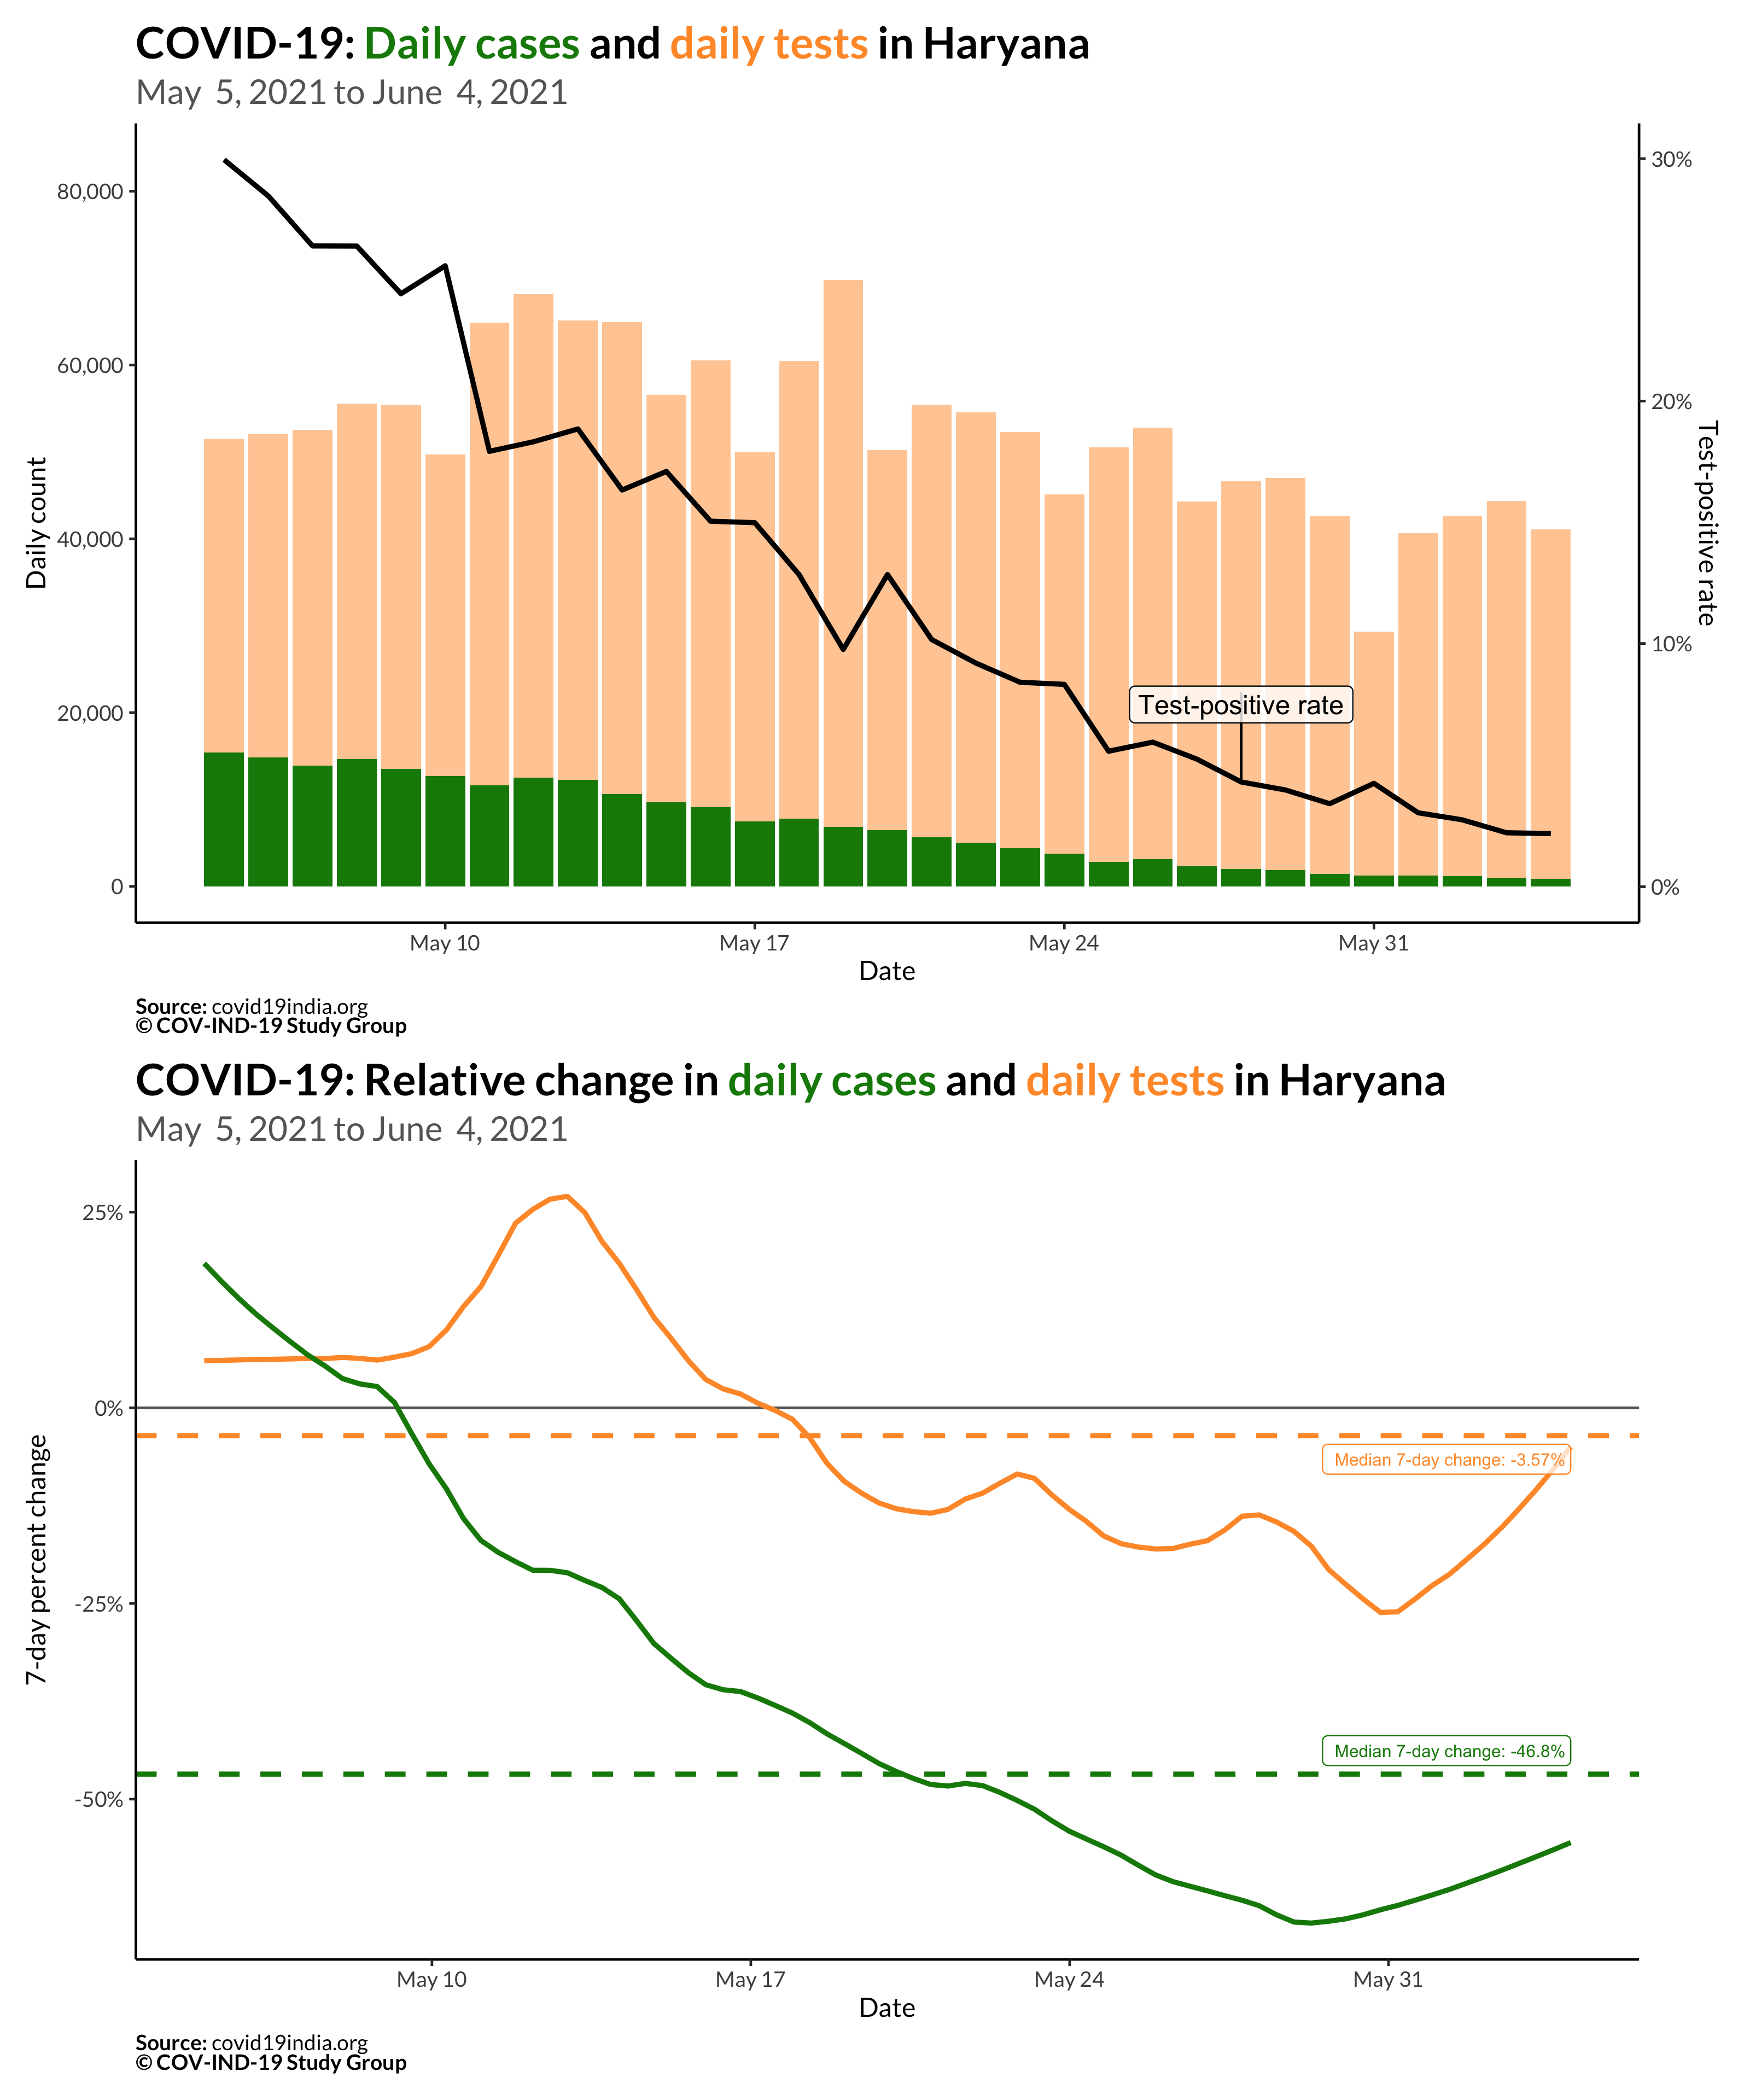 COVID-19: Daily cases and daily tests in Haryana
May 5, 2021 to June 4, 2021
80,000
60,000
40,000
20,000
0
Daily count
30%
20%
10%
0%
Test-positive rate
Test-positive rate
May 10
May 17
May 24
May 31
Date
Source: covid19india.org
© COV-IND-19 Study Group
COVID-19: Relative change in daily cases and daily tests in Haryana
May 5, 2021 to June 4, 2021
25%
0%
-25%
-50%
7-day percent change
Median 7-day change: -3.57%
Median 7-day change: -46.8%
May 10
May 17
May 24
May 31
Date
Source: covid19india.org
© COV-IND-19 Study Group